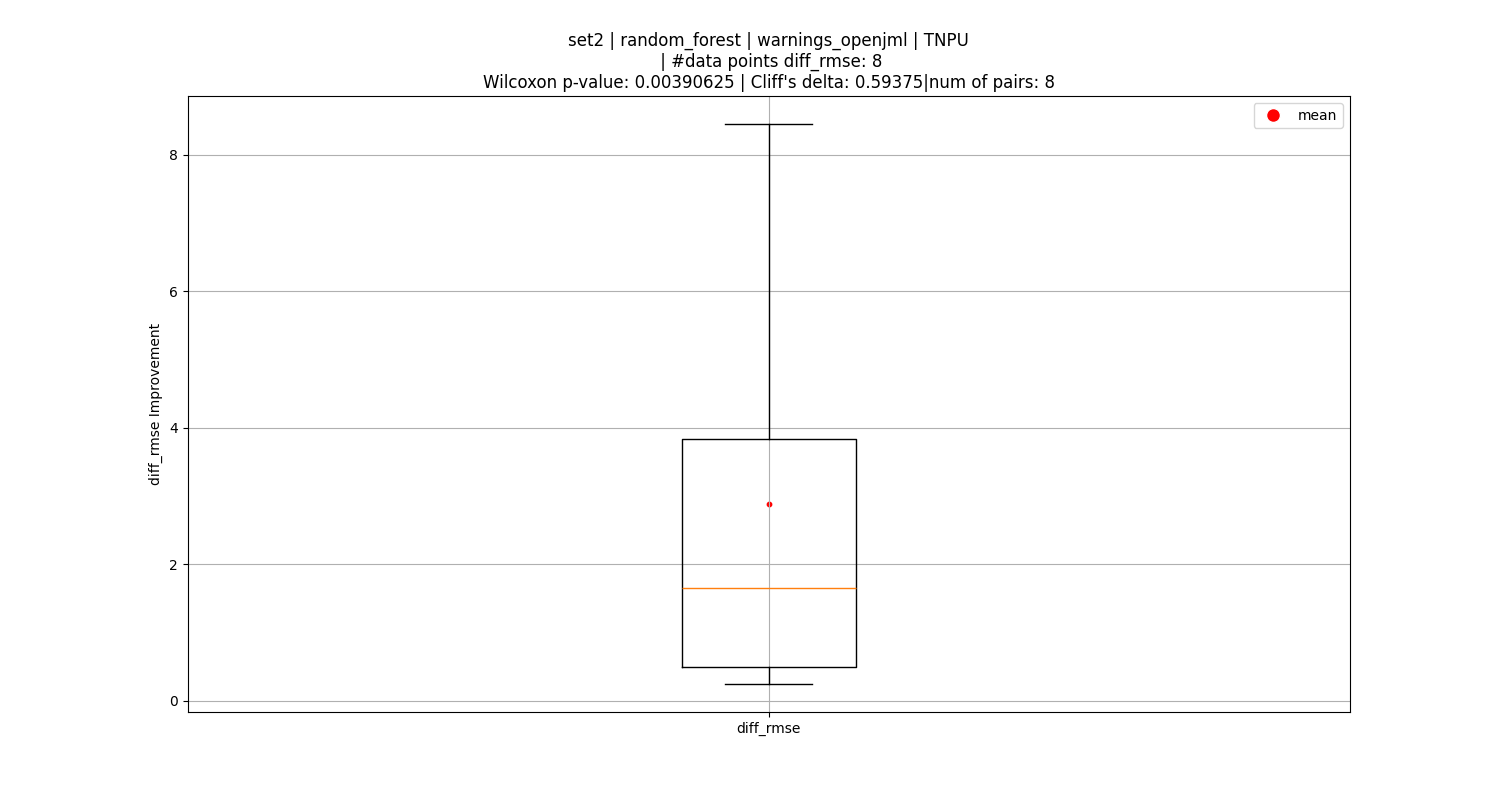 set2 | random_forest | warnings_openjml | TNPU
| #data points diff_rmse: 8
Wilcoxon p-value: 0.00390625 | Cliff's delta: 0.59375|num of pairs: 8
mean
8
6
4
2
0
diff_rmse Improvement
diff_rmse